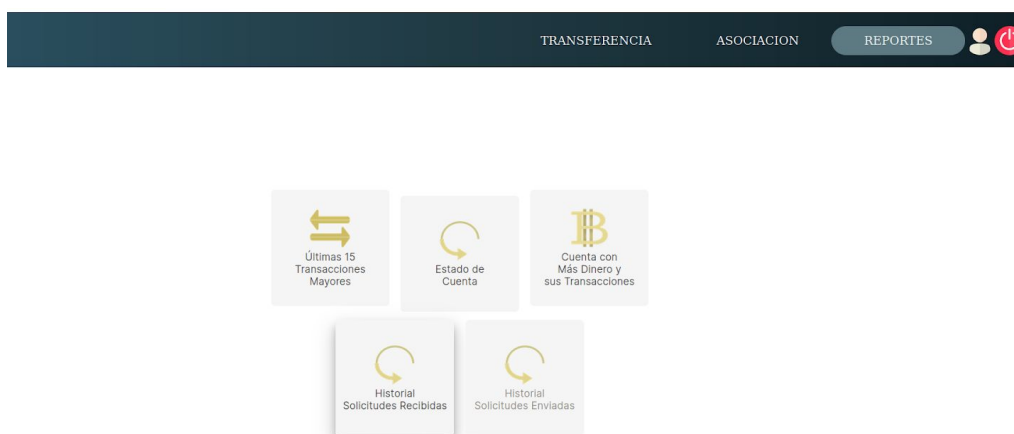 TRANSFERENCIA
ASOCIACION
REPORTES
Últimas 15
Transacciones
Mayores
Estado de
Cuenta
Cuenta con
Más Dinero y
sus Transacciones
Historial
Solicitudes Recibidas
Historial
Solicitudes Enviadas